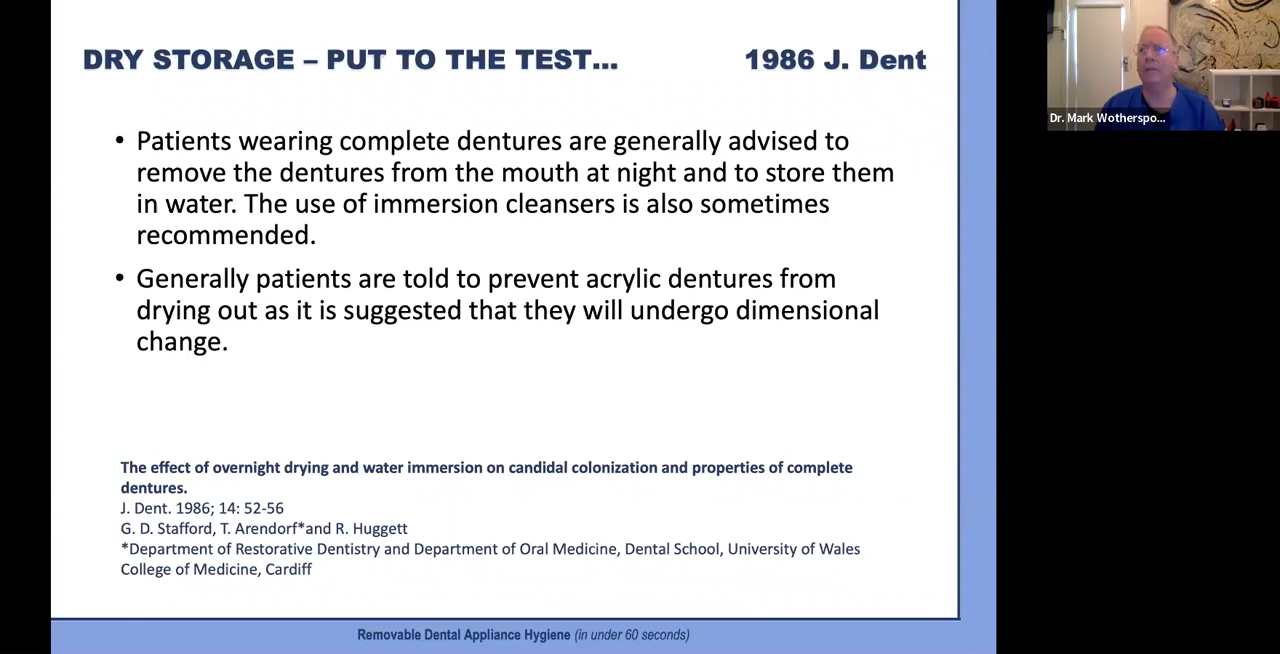 DRY STORAGE – PUT TO THE TEST... 1986 J. Dent
Dr. Mark Wotherspo...
• Patients wearing complete dentures are generally advised to
remove the dentures from the mouth at night and to store them
in water. The use of immersion cleansers is also sometimes
recommended.
• Generally patients are told to prevent acrylic dentures from
drying out as it is suggested that they will undergo dimensional
change.
The effect of overnight drying and water immersion on candidal colonization and properties of complete
dentures.
J. Dent. 1986; 14: 52-56
G. D. Stafford, T. Arendorf*and R. Huggett
*Department of Restorative Dentistry and Department of Oral Medicine, Dental School, University of Wales
College of Medicine, Cardiff
Removable Dental Appliance Hygiene (in under 60 seconds)